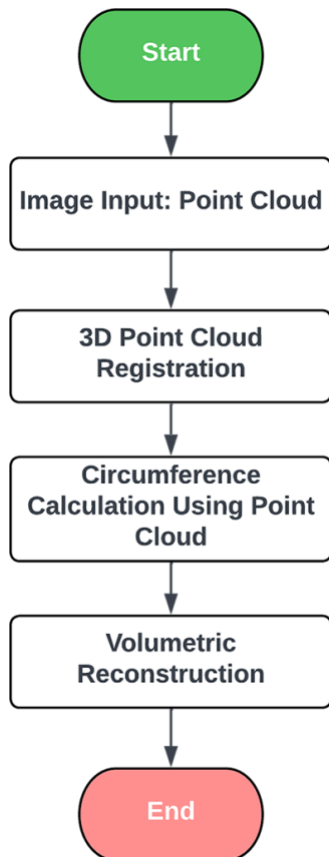 Start
Image Input: Point Cloud
3D Point Cloud
Registration
Circumference
Calculation Using Point
Cloud
Volumetric
Reconstruction
End